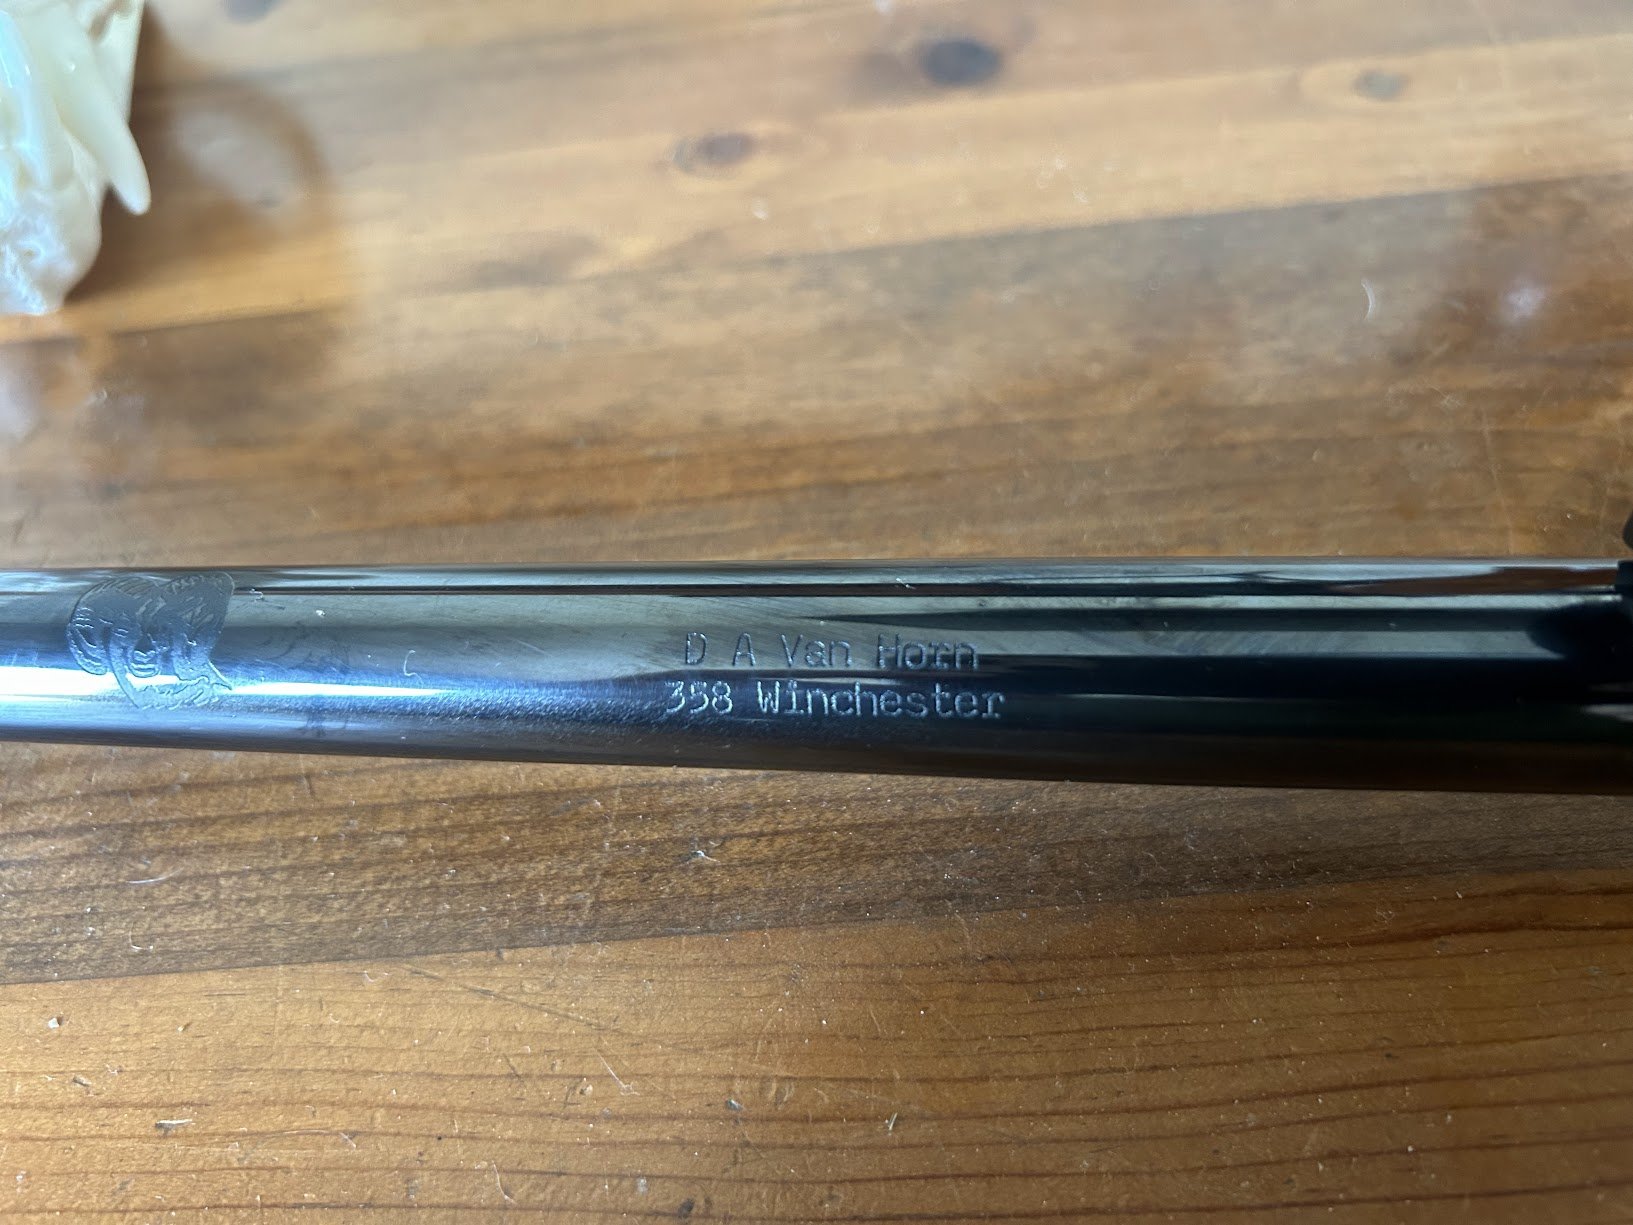 D A Van Horn
358 Winchester